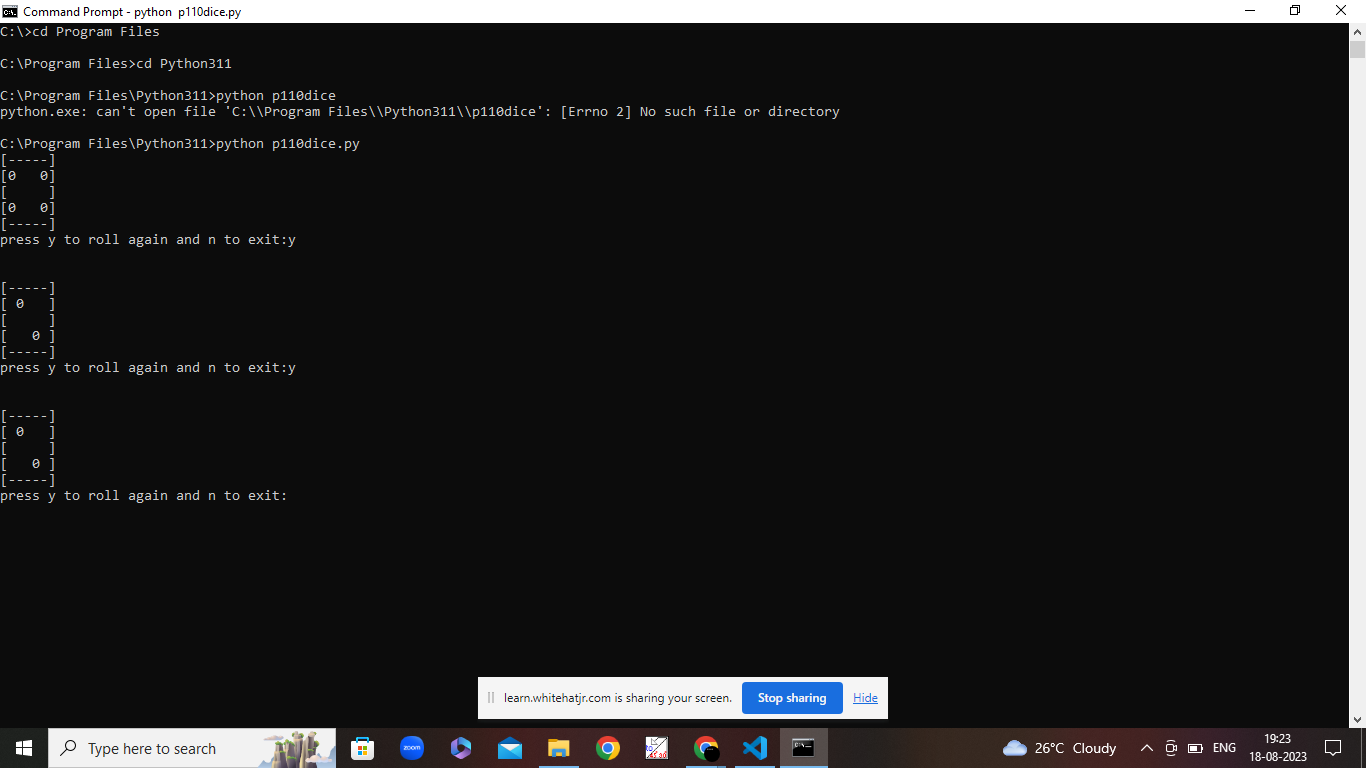 Command Prompt - python  p110dice.py
C:\>cd Program Files
C:\Program Files>cd Python311
C:\Program Files\Python311>python p110dice
python.exe: can't open file 'C:\\Program Files\\Python311\\p110dice': [Errno 2] No such file or directory
C:\Program Files\Python311>python p110dice.py
[-----]
[0   0]
[     ]
[0   0]
[-----]
press y to roll again and n to exit:y
[-----]
[ 0   ]
[     ]
[   0 ]
[-----]
press y to roll again and n to exit:y
[-----]
[ 0   ]
[     ]
[   0 ]
[-----]
press y to roll again and n to exit:
learn.whitehatjr.com is sharing your screen. Stop sharing Hide
Type here to search zoom 26°C Cloudy ENG 19:23
18-08-2023